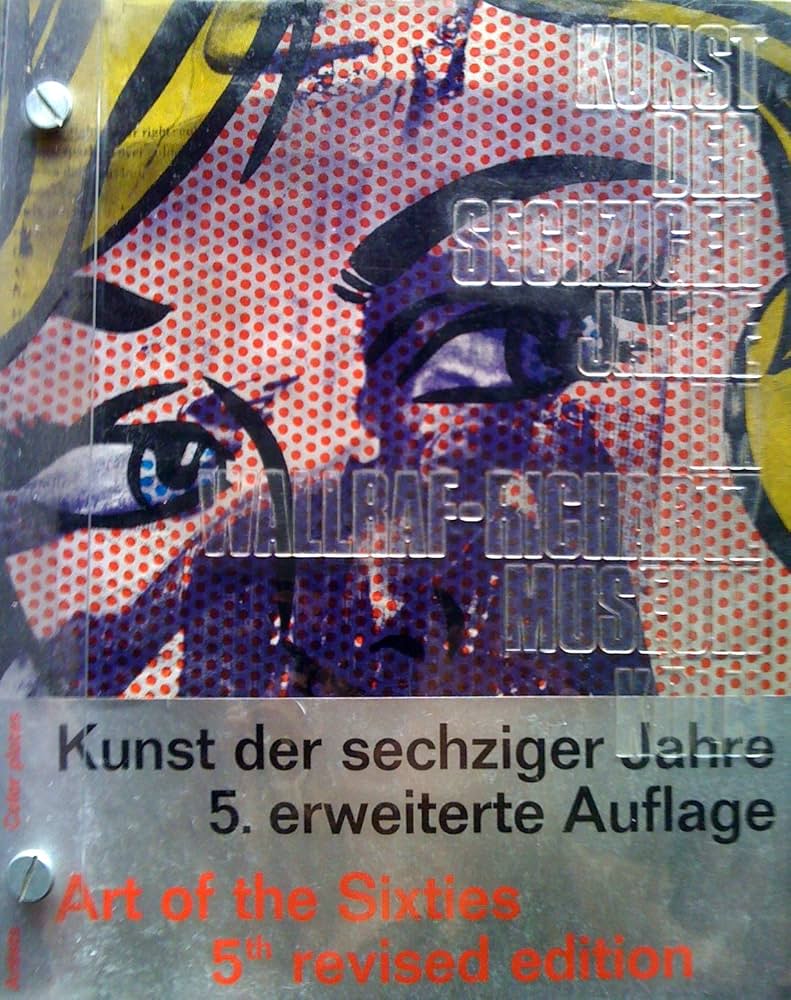 KUNST
DER
SECHZIGER
JAHRE
WALLRAF-RICHARTZ
MUSEUM
KÖLN
Kunst der sechziger Jahre
5. erweiterte Auflage
Color plates
Art of the Sixties
5th revised edition